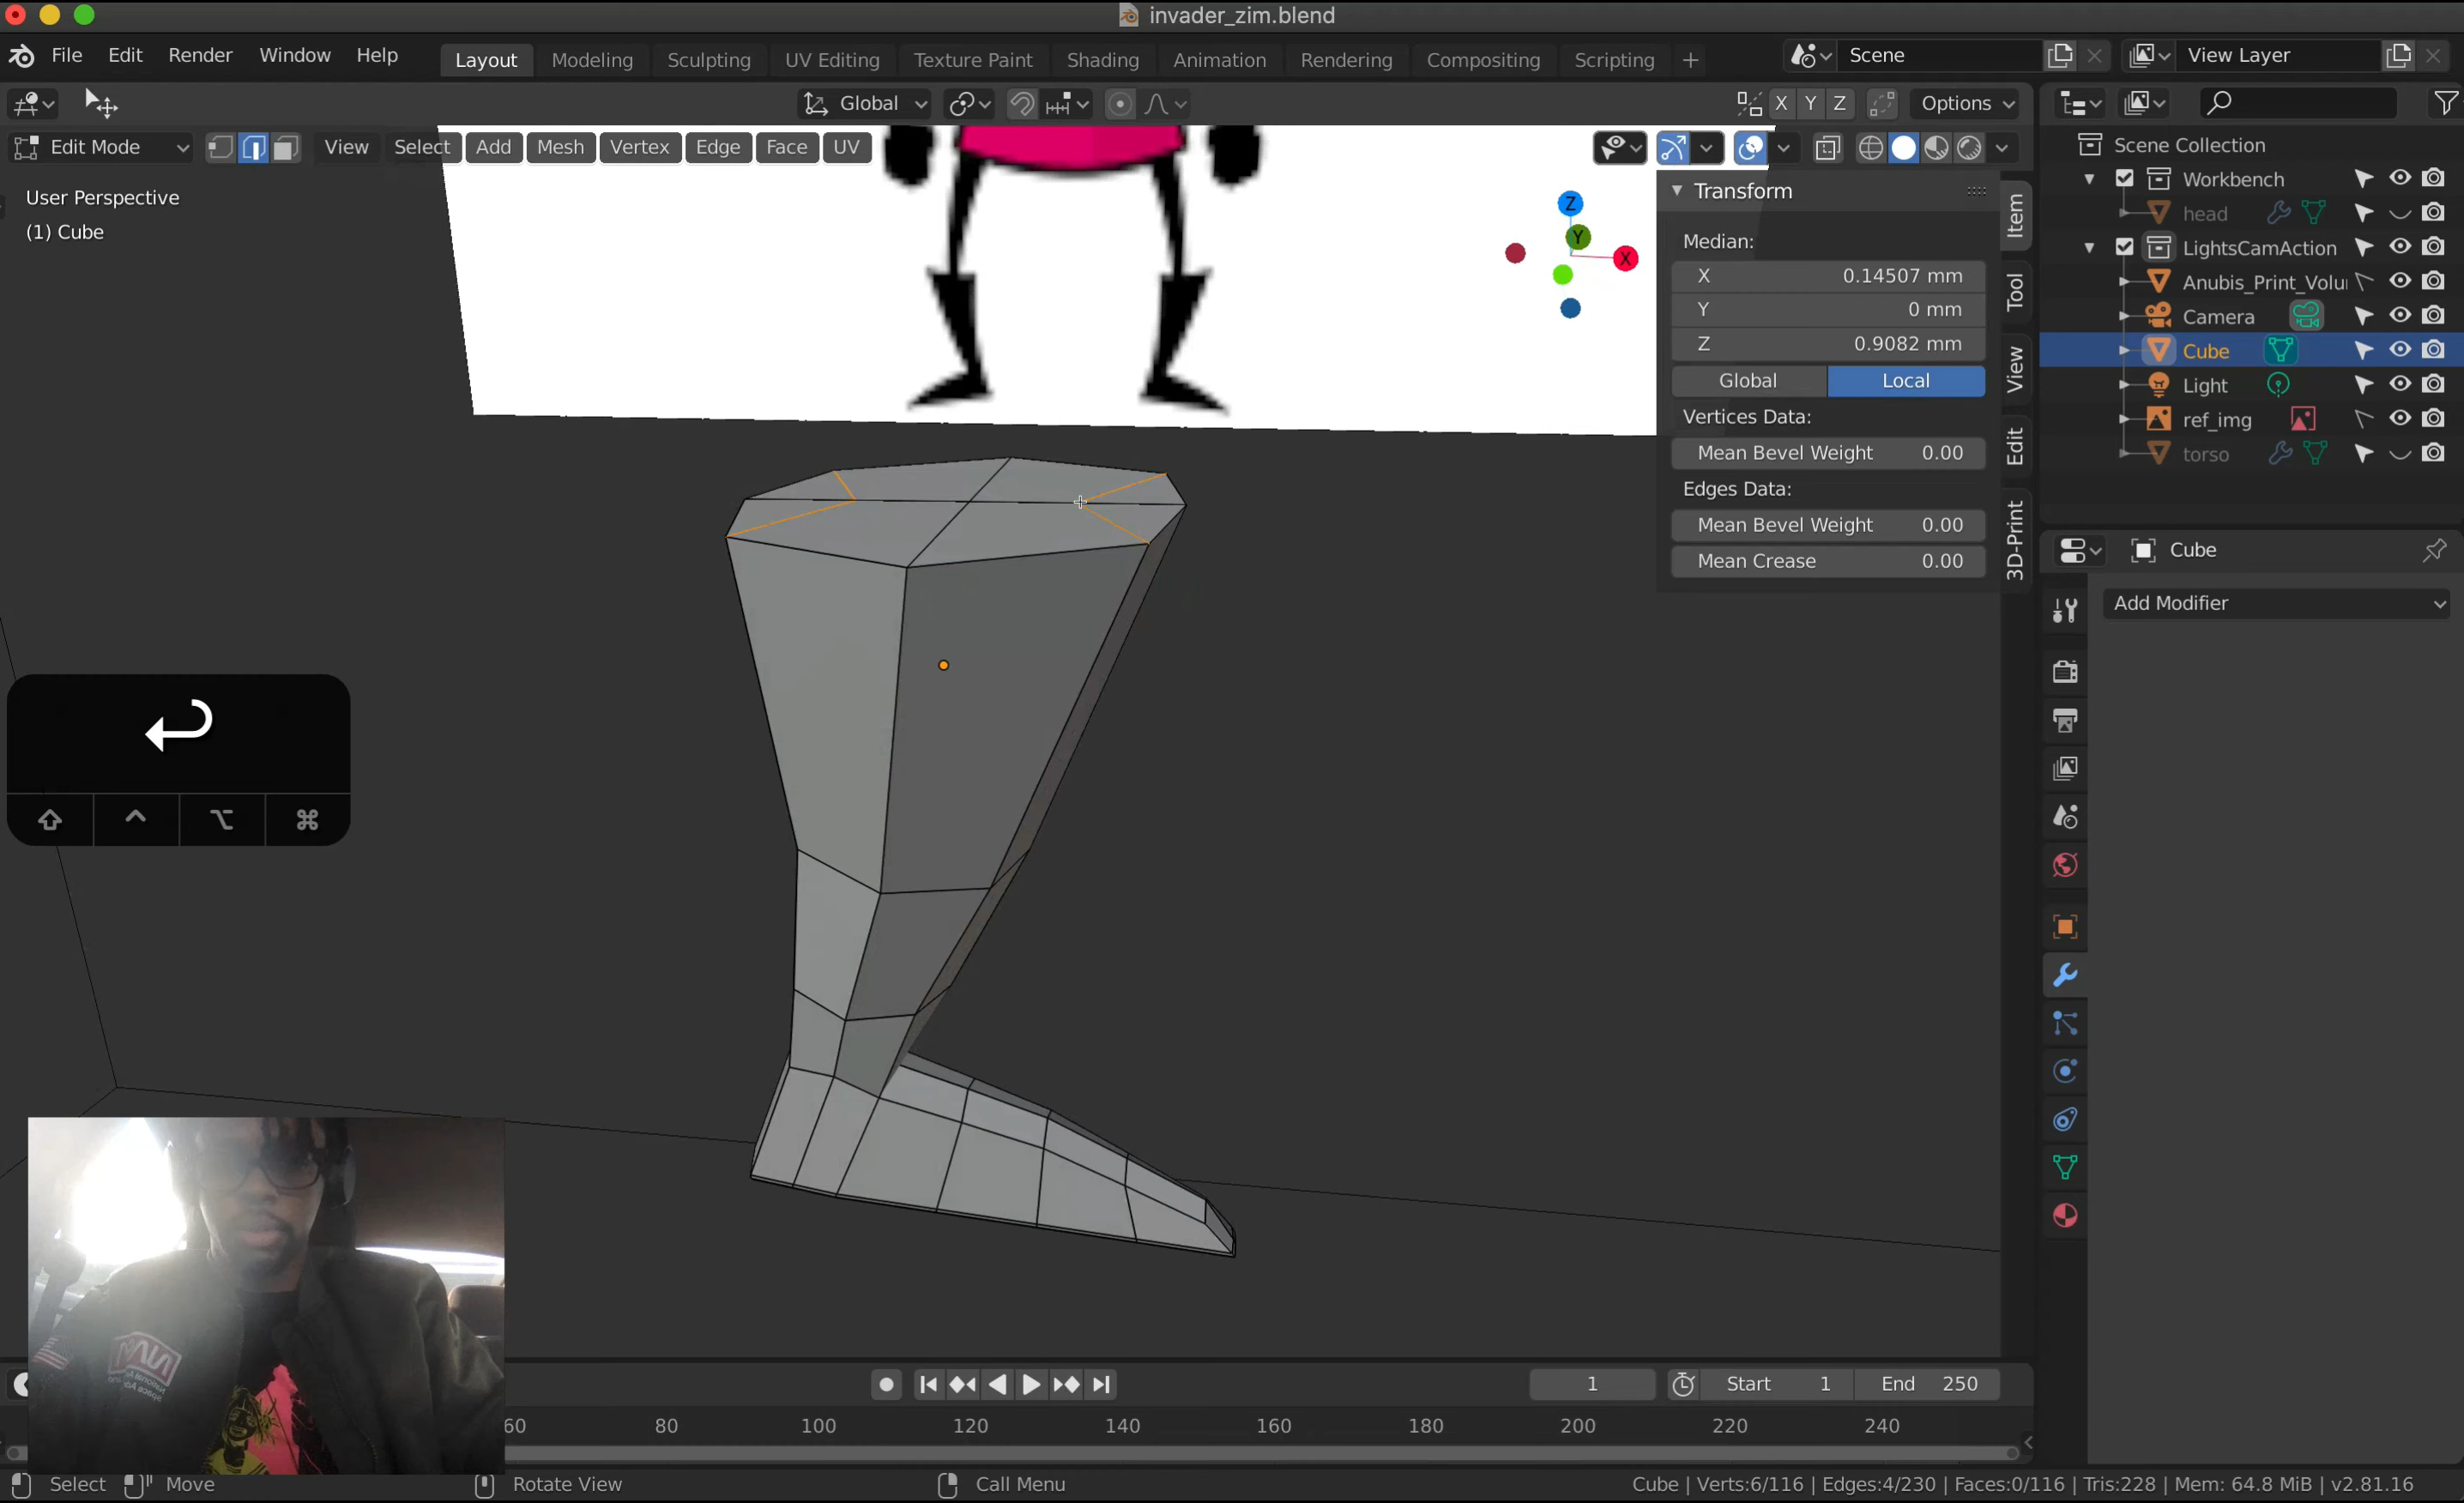 invader_zim.blend
File Edit Render Window Help Layout Modeling Sculpting UV Editing Texture Paint Shading Animation Rendering Compositing Scripting + Scene View Layer
Global X Y Z Options
Edit Mode View Select Add Mesh Vertex Edge Face UV
User Perspective
(1) Cube
Z
Y
X
Transform
Median:
X 0.14507 mm
Y 0 mm
Z 0.9082 mm
Global Local
Vertices Data:
Mean Bevel Weight 0.00
Edges Data:
Mean Bevel Weight 0.00
Mean Crease 0.00
Item
Tool
View
Edit
3D-Print
Scene Collection
Workbench
head
LightsCamAction
Anubis_Print_Volu
Camera
Cube
Light
ref_img
torso
Cube
Add Modifier
1 Start 1 End 250
60 80 100 120 140 160 180 200 220 240
Select Move Rotate View Call Menu Cube | Verts:6/116 | Edges:4/230 | Faces:0/116 | Tris:228 | Mem: 64.8 MiB | v2.81.16